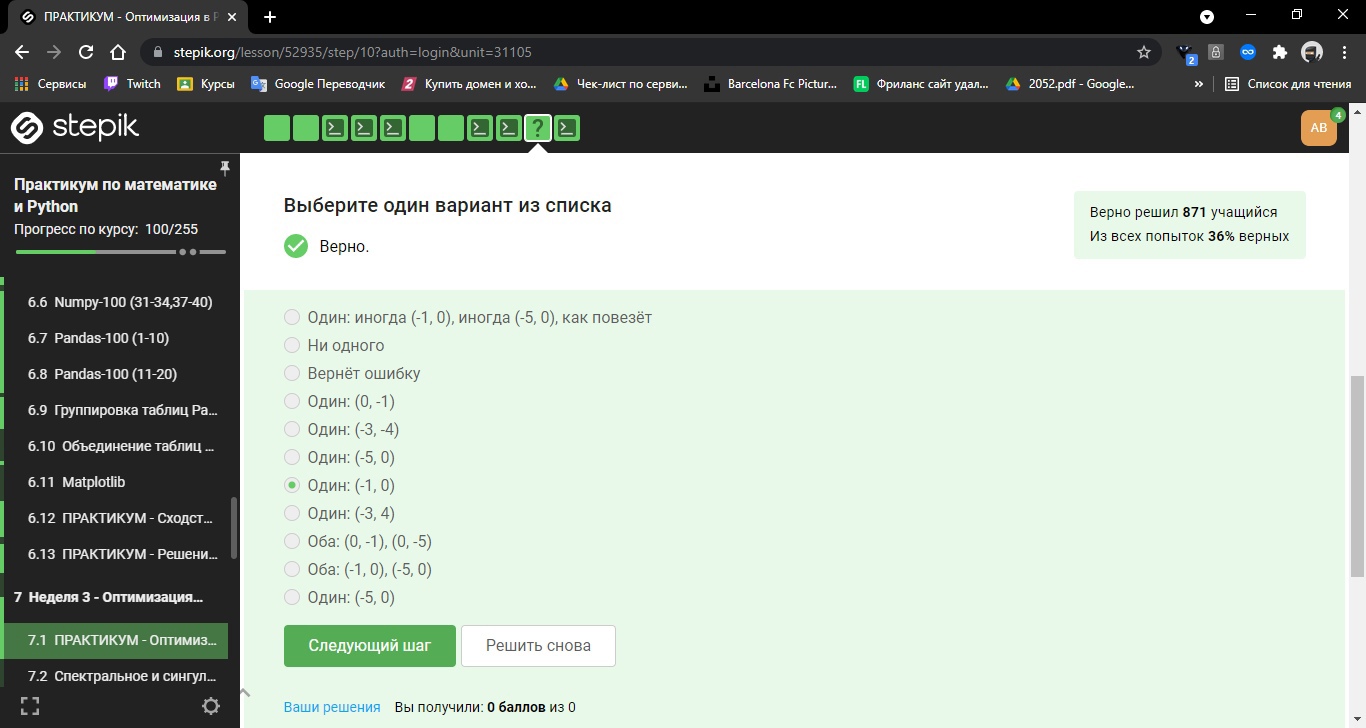 ПРАКТИКУМ - Оптимизация в Р
stepik.org/lesson/52935/step/10?auth=login&unit=31105
2
Сервисы
Twitch
Курсы
Google Переводчик
Купить домен и хо...
Чек-лист по серви...
Barcelona Fc Pictur...
FL Фриланс сайт удал...
2052.pdf - Google...
»
Список для чтения
stepik
?
АВ
4
Практикум по математике
и Python
Прогресс по курсу: 100/255
6.6 Numpy-100 (31-34,37-40)
6.7 Pandas-100 (1-10)
6.8 Pandas-100 (11-20)
6.9 Группировка таблиц Pa...
6.10 Объединение таблиц ...
6.11 Matplotlib
6.12 ПРАКТИКУМ - Сходст...
6.13 ПРАКТИКУМ - Решени...
7 Неделя 3 - Оптимизация...
7.1 ПРАКТИКУМ - Оптимиз...
7.2 Спектральное и сингул...
Выберите один вариант из списка
Верно.
Верно решил 871 учащийся
Из всех попыток 36% верных
Один: иногда (-1, 0), иногда (-5, 0), как повезёт
Ни одного
Вернёт ошибку
Один: (0, -1)
Один: (-3, -4)
Один: (-5, 0)
Один: (-1, 0)
Один: (-3, 4)
Оба: (0, -1), (0, -5)
Оба: (-1, 0), (-5, 0)
Один: (-5, 0)
Следующий шаг
Решить снова
Ваши решения Вы получили: 0 баллов из 0